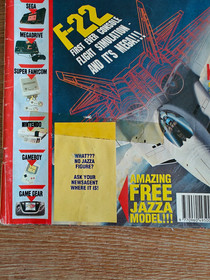 SEGA
MEGADRIVE
SUPER FAMICOM
NINTENDO
GAMEBOY
GAME GEAR
F-22
FIRST EVER CONSOLE
FLIGHT SIMULATION -
AND IT'S MEGA!!!
WHAT???
NO JAZZA
FIGURE?
ASK YOUR
NEWSAGENT
WHERE IT IS!
AMAZING
FREE
JAZZA
MODEL!!!